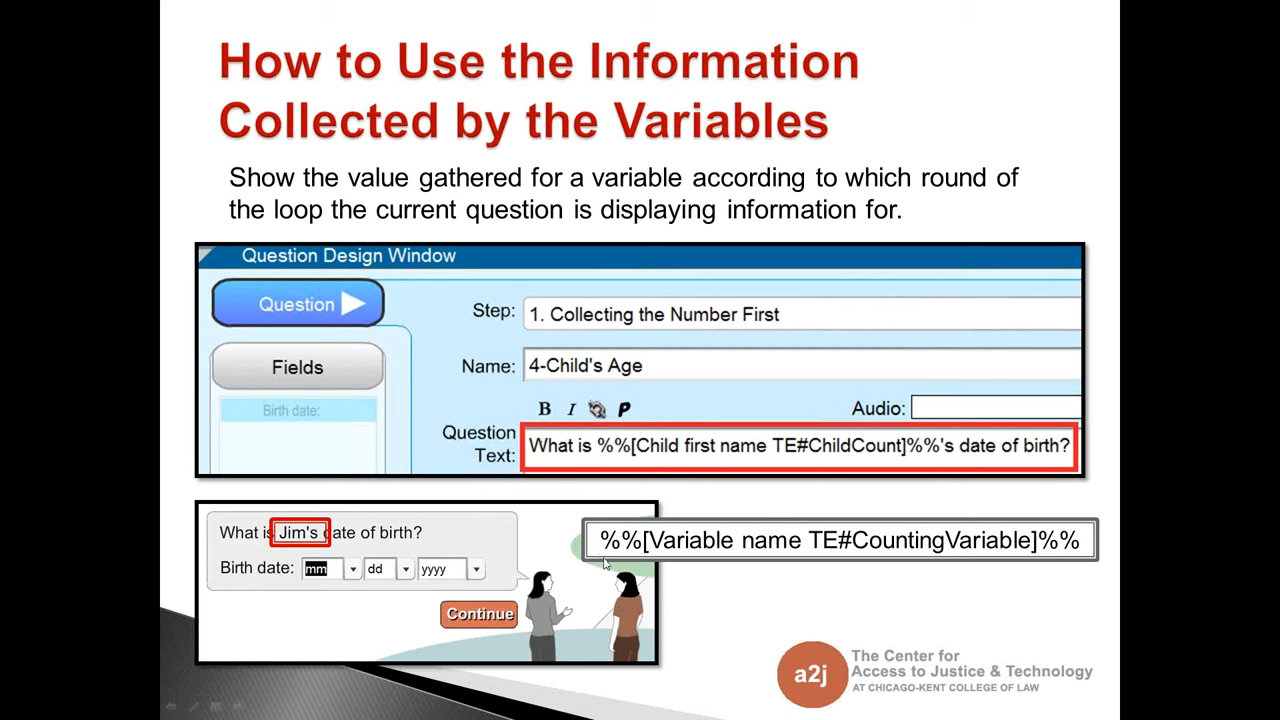 How to Use the Information
Collected by the Variables
Show the value gathered for a variable according to which round of
the loop the current question is displaying information for.
Question Design Window
Question
Step: 1. Collecting the Number First
Fields
Name: 4-Child's Age
Birth date:
B I P Audio:
Question
Text: What is %%[Child first name TE#ChildCount]%%'s date of birth?
What is Jim's date of birth?
Birth date: mm dd yyyy
Continue
%%[Variable name TE#CountingVariable]%%
a2j
The Center for
Access to Justice & Technology
AT CHICAGO-KENT COLLEGE OF LAW